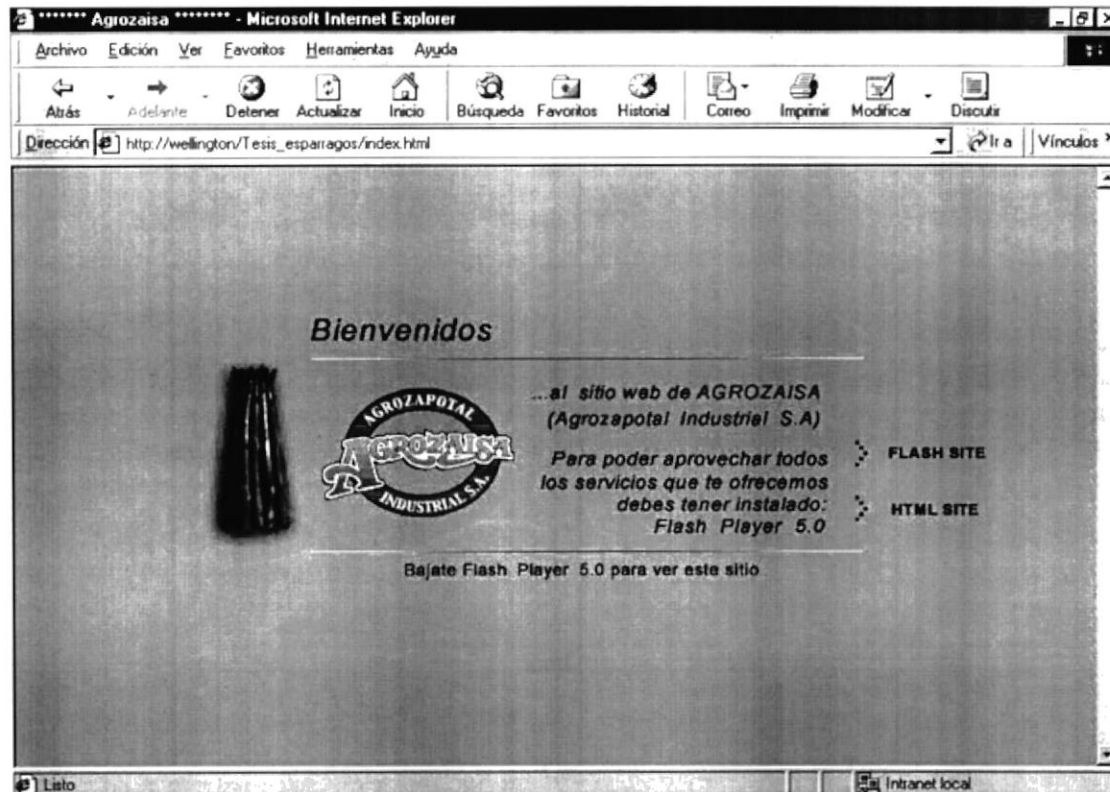 ******* Agrozaisa ******** - Microsoft Internet Explorer
Archivo Edición Ver Favoritos Herramientas Ayuda
Atrás Adelante Detener Actualizar Inicio Búsqueda Favoritos Historial Correo Imprimir Modificar Discutir
Dirección http://wellington/Tesis_esparragos/index.html Ir a Vínculos »
Bienvenidos
AGROZAPOTAL
AGROZAISA
INDUSTRIAL S.A.
...al sitio web de AGROZAISA
(Agrozapotal Industrial S.A)
Para poder aprovechar todos
los servicios que te ofrecemos
debes tener instalado:
Flash Player 5.0
FLASH SITE
HTML SITE
Bajate Flash Player 5.0 para ver este sitio
Listo Intranet local